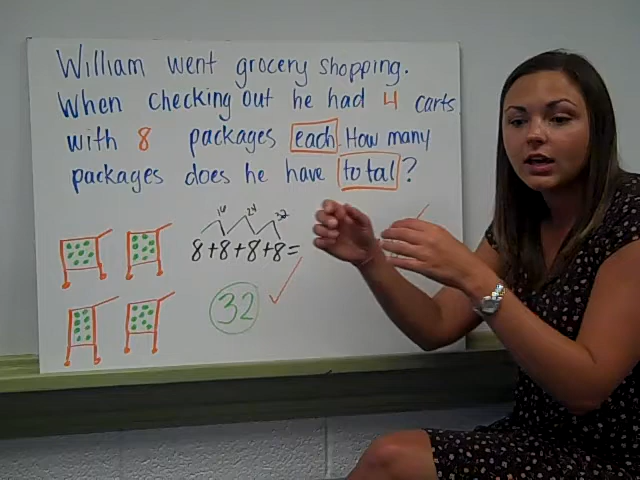 William went grocery shopping.
When checking out he had 4 carts
with 8 packages each. How many
packages does he have total?
16 24 32
8+8+8+8=
32